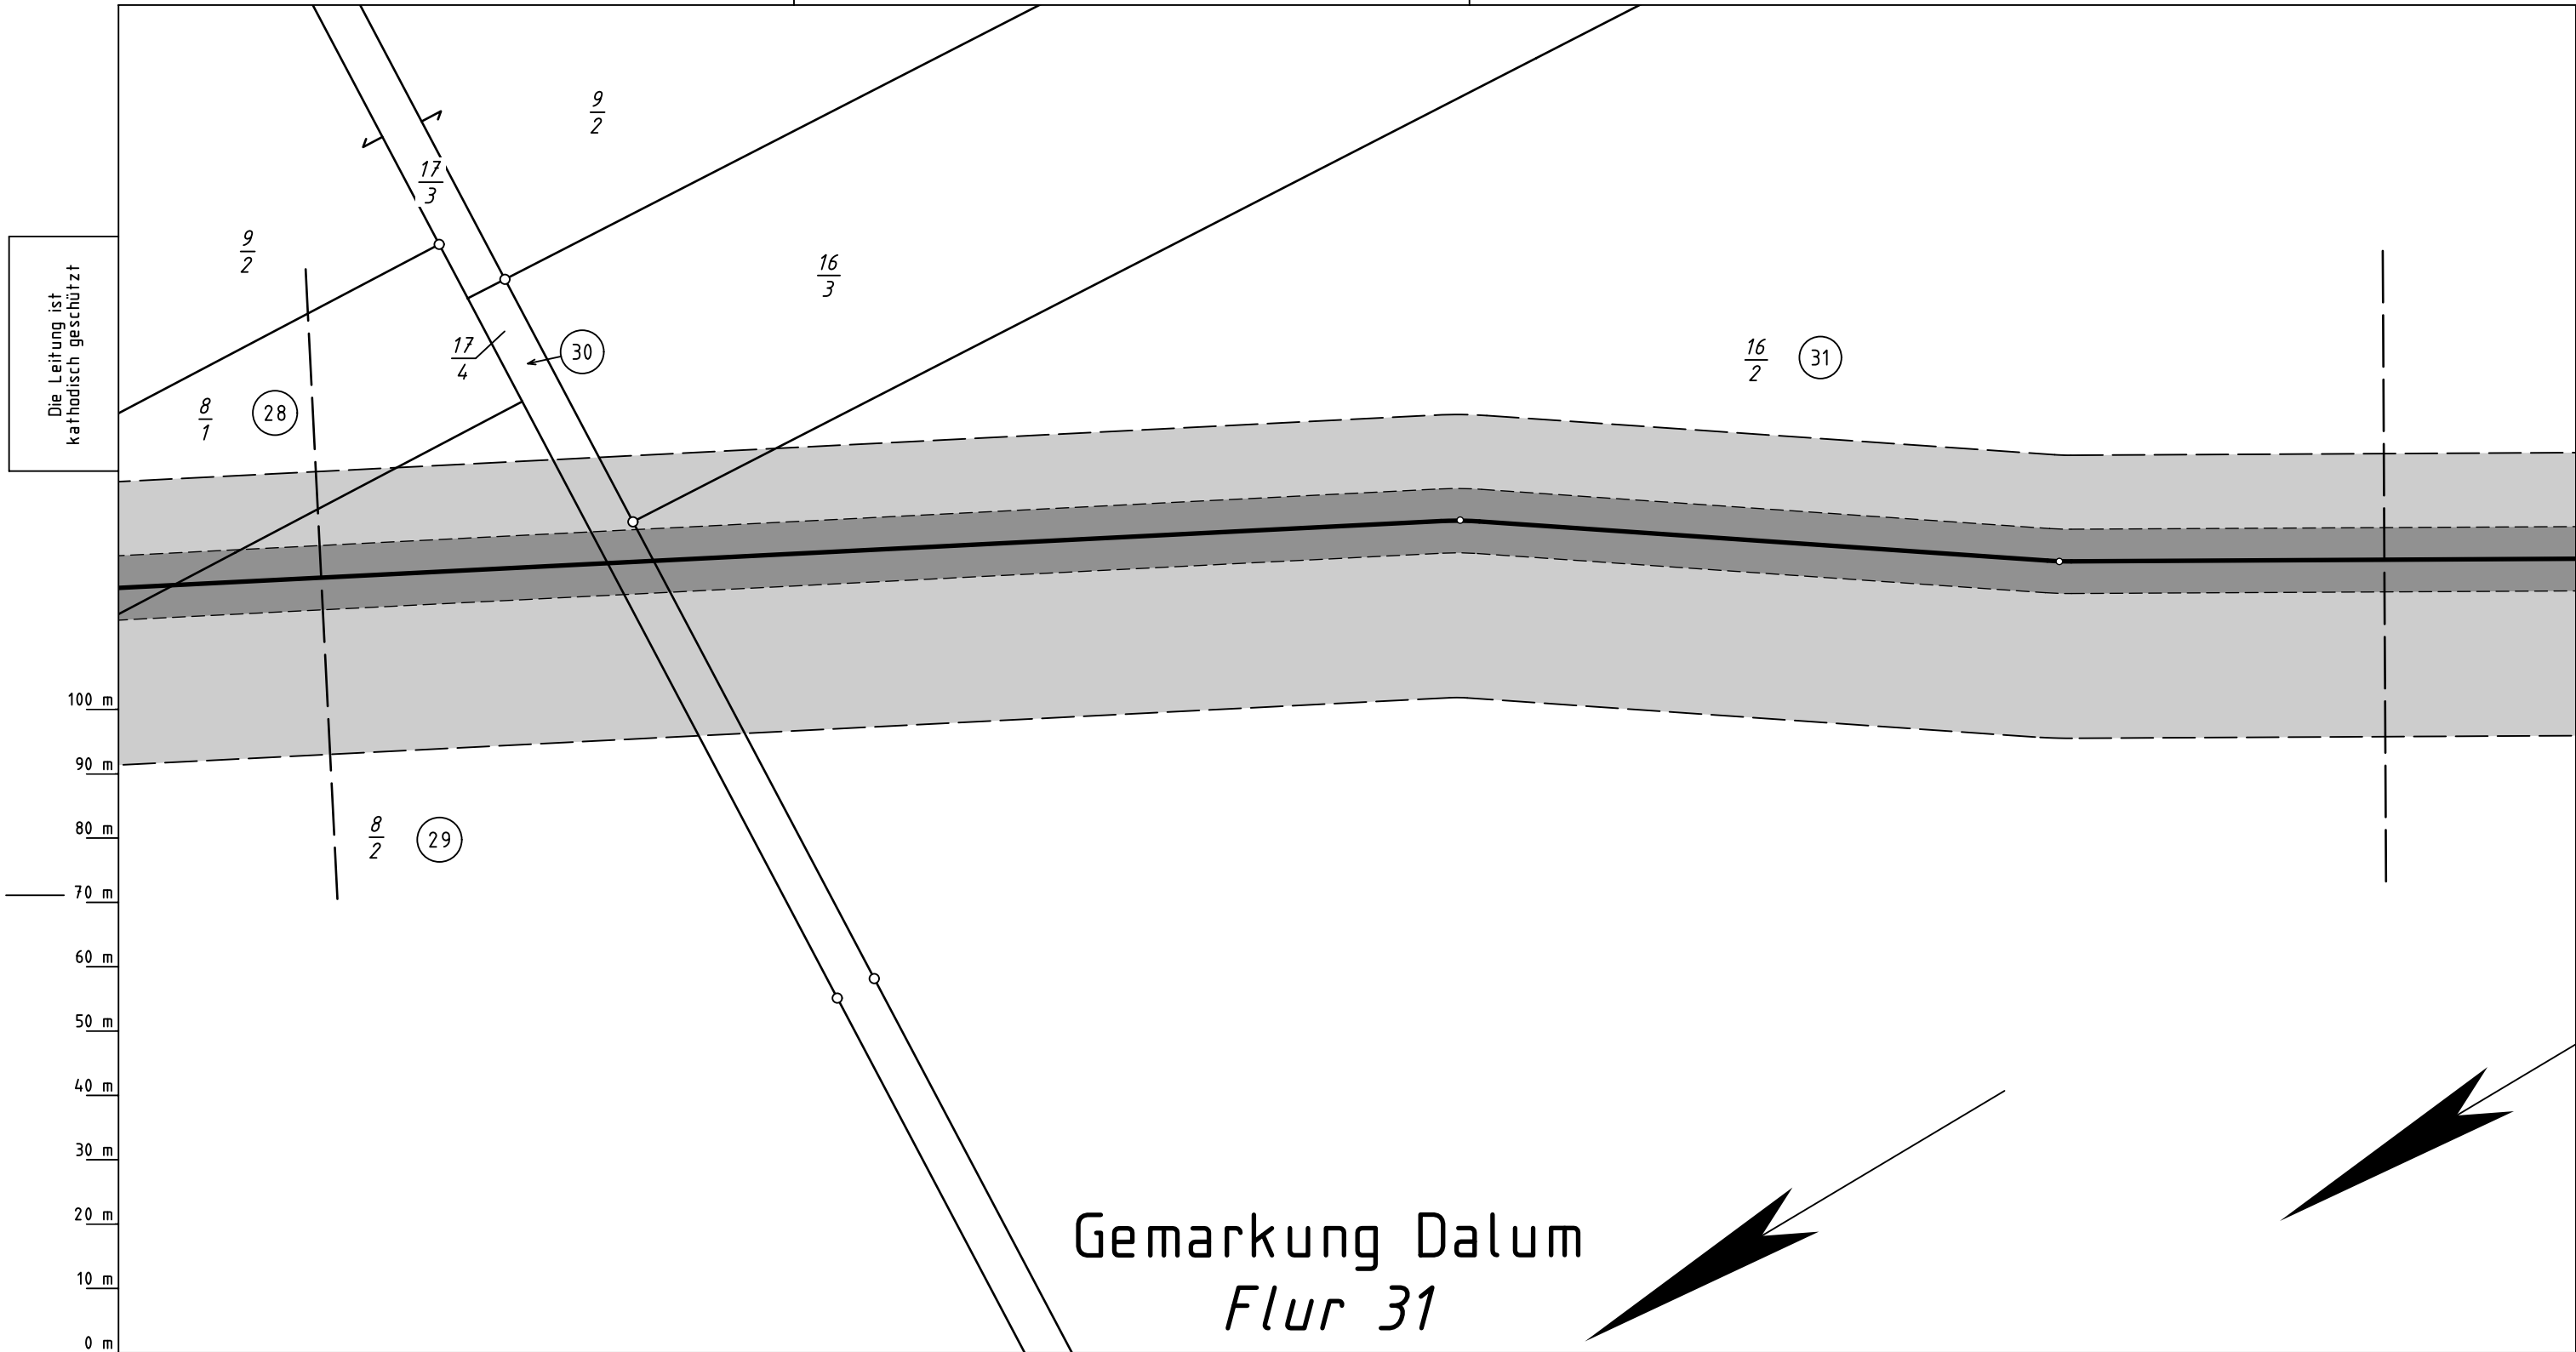 9
2
17
3
9
2
16
3
Die Leitung ist
kathodisch geschützt
17
4
30
16
2
31
8
1
28
100 m
90 m
80 m
8
2
29
70 m
60 m
50 m
40 m
30 m
20 m
10 m
0 m
Gemarkung Dalum
Flur 31